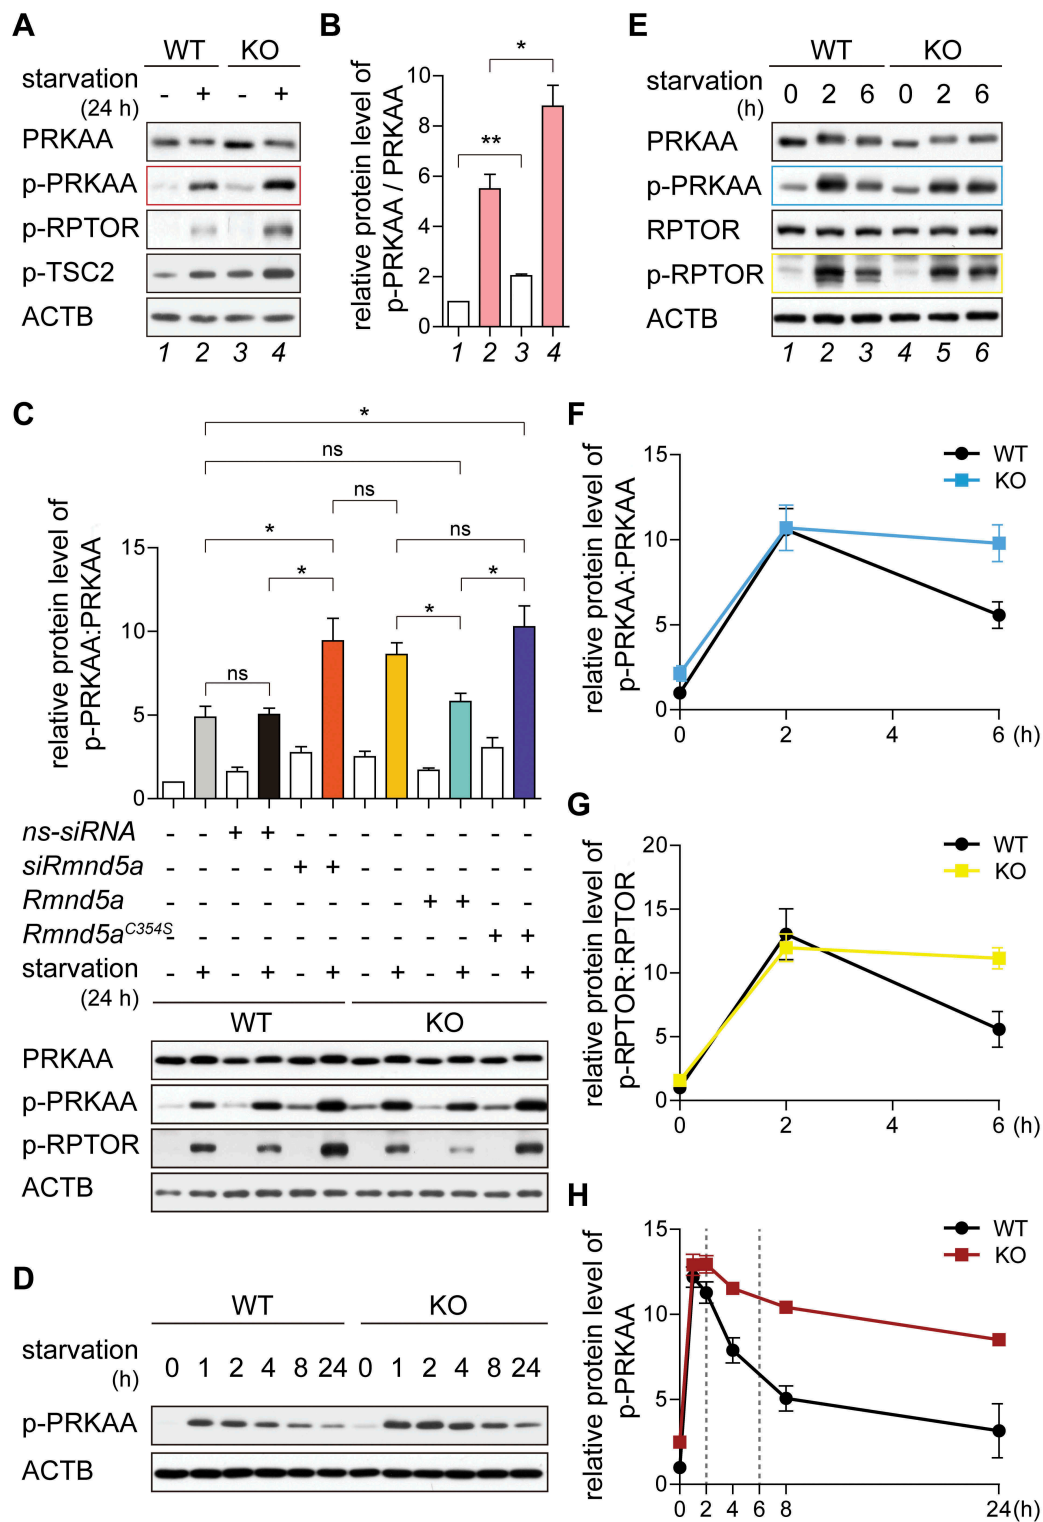 A
WT KO
starvation
(24 h)
- + - +
PRKAA
p-PRKAA
p-RPTOR
p-TSC2
ACTB
1 2 3 4
B
relative protein level of
p-PRKAA / PRKAA
10
8
6
4
2
0
**
*
1 2 3 4
E
WT KO
starvation
(h)
0 2 6 0 2 6
PRKAA
p-PRKAA
RPTOR
p-RPTOR
ACTB
1 2 3 4 5 6
C
relative protein level of
p-PRKAA:PRKAA
15
10
5
0
*
ns
ns
* ns
* *
*
ns
ns-siRNA - - + + - - - - - - - -
siRmnd5a - - - - + + - - - - - -
Rmnd5a - - - - - - - - + + - -
Rmnd5aC354S - - - - - - - - - - + +
starvation - + - + - + - + - + - +
(24 h)
WT KO
PRKAA
p-PRKAA
p-RPTOR
ACTB
D
WT KO
starvation
(h)
0 1 2 4 8 24 0 1 2 4 8 24
p-PRKAA
ACTB
F
relative protein level of
p-PRKAA:PRKAA
15
10
5
0
WT
KO
0 2 4 6 (h)
G
relative protein level of
p-RPTOR:RPTOR
20
15
10
5
0
WT
KO
0 2 4 6 (h)
H
relative protein level of
p-PRKAA
15
10
5
0
WT
KO
0 2 4 6 8 24 (h)